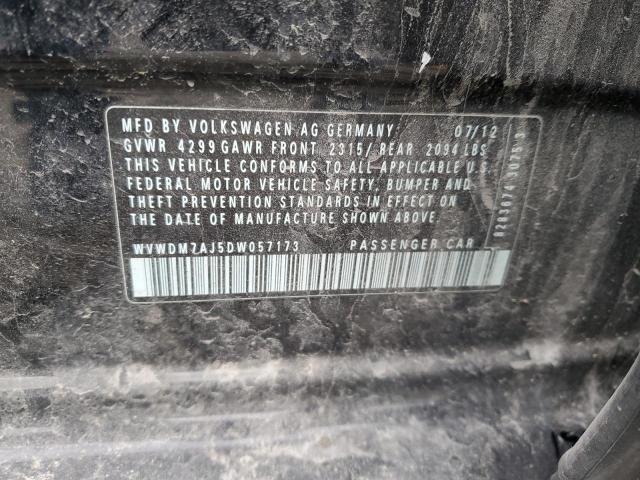 MFD BY VOLKSWAGEN AG GERMANY: 07/12
GVWR 4299 GAWR FRONT 2315/ REAR 2094 LBS
THIS VEHICLE CONFORMS TO ALL APPLICABLE U.S.
FEDERAL MOTOR VEHICLE SAFETY, BUMPER AND
THEFT PREVENTION STANDARDS IN EFFECT ON
THE DATE OF MANUFACTURE SHOWN ABOVE
WVWDM7AJ5DW057173 PASSENGER CAR